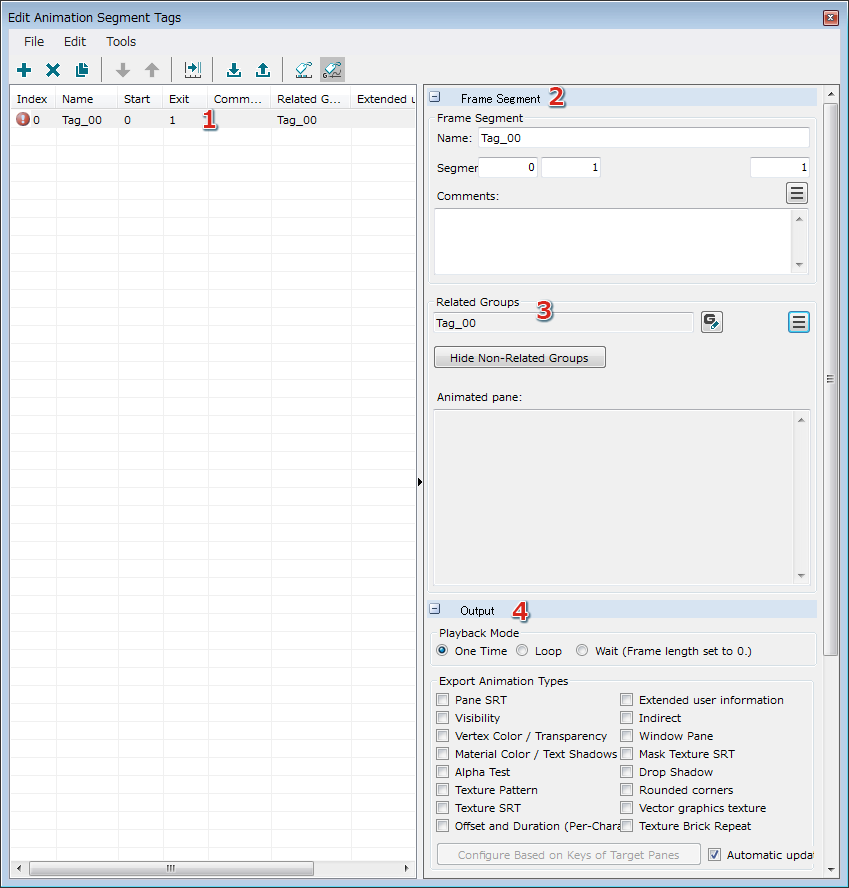 Edit Animation Segment Tags
File Edit Tools
Index Name Start Exit Comm... Related G... Extended u
0 Tag_00 0 1 1 Tag_00
Frame Segment 2
Frame Segment
Name: Tag_00
Segmer 0 1 1
Comments:
Related Groups 3
Tag_00
Hide Non-Related Groups
Animated pane:
Output 4
Playback Mode
One Time Loop Wait (Frame length set to 0.)
Export Animation Types
Pane SRT Extended user information
Visibility Indirect
Vertex Color / Transparency Window Pane
Material Color / Text Shadows Mask Texture SRT
Alpha Test Drop Shadow
Texture Pattern Rounded corners
Texture SRT Vector graphics texture
Offset and Duration (Per-Chara Texture Brick Repeat
Configure Based on Keys of Target Panes Automatic updat